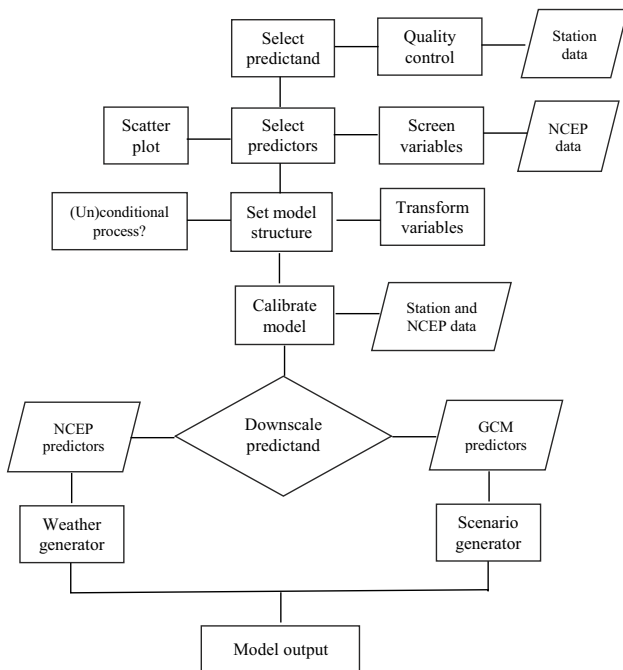 Select
predictand
Quality
control
Station
data
Scatter
plot
Select
predictors
Screen
variables
NCEP
data
(Un)conditional
process?
Set model
structure
Transform
variables
Calibrate
model
Station and
NCEP data
NCEP
predictors
Downscale
predictand
GCM
predictors
Weather
generator
Scenario
generator
Model output